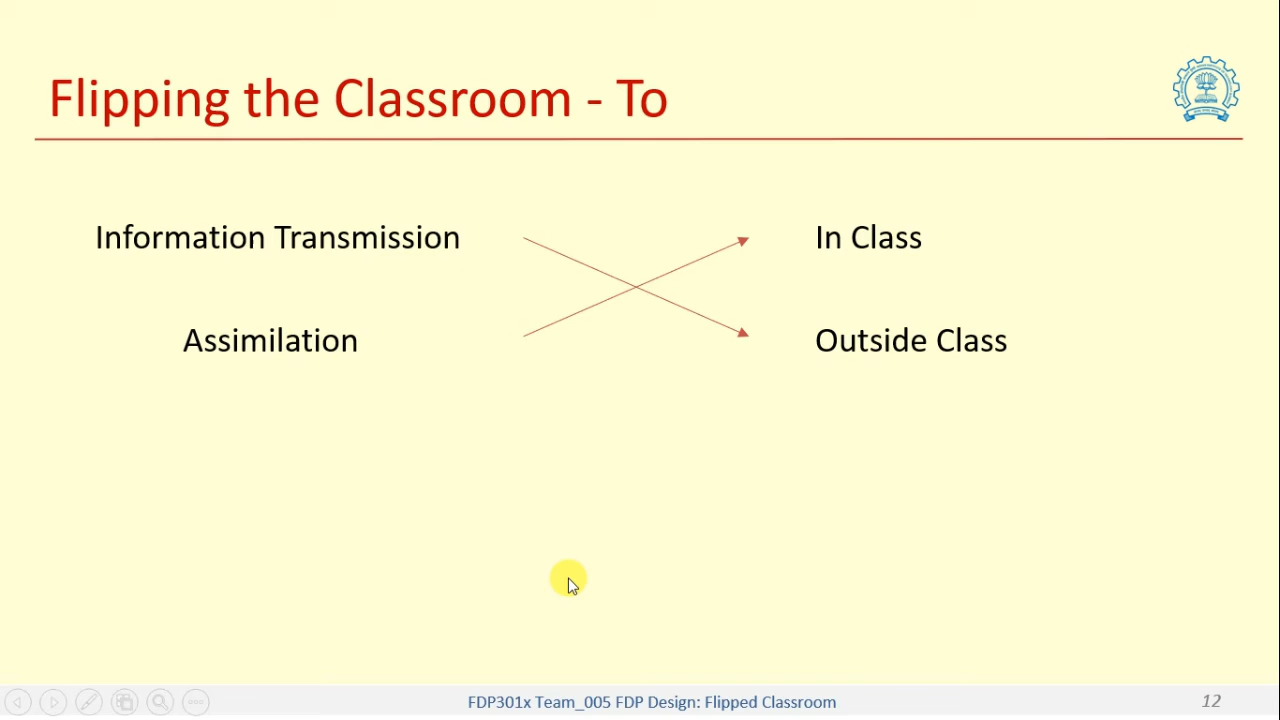 Flipping the Classroom - To
Information Transmission
In Class
Assimilation
Outside Class
FDP301x Team_005 FDP Design: Flipped Classroom
12